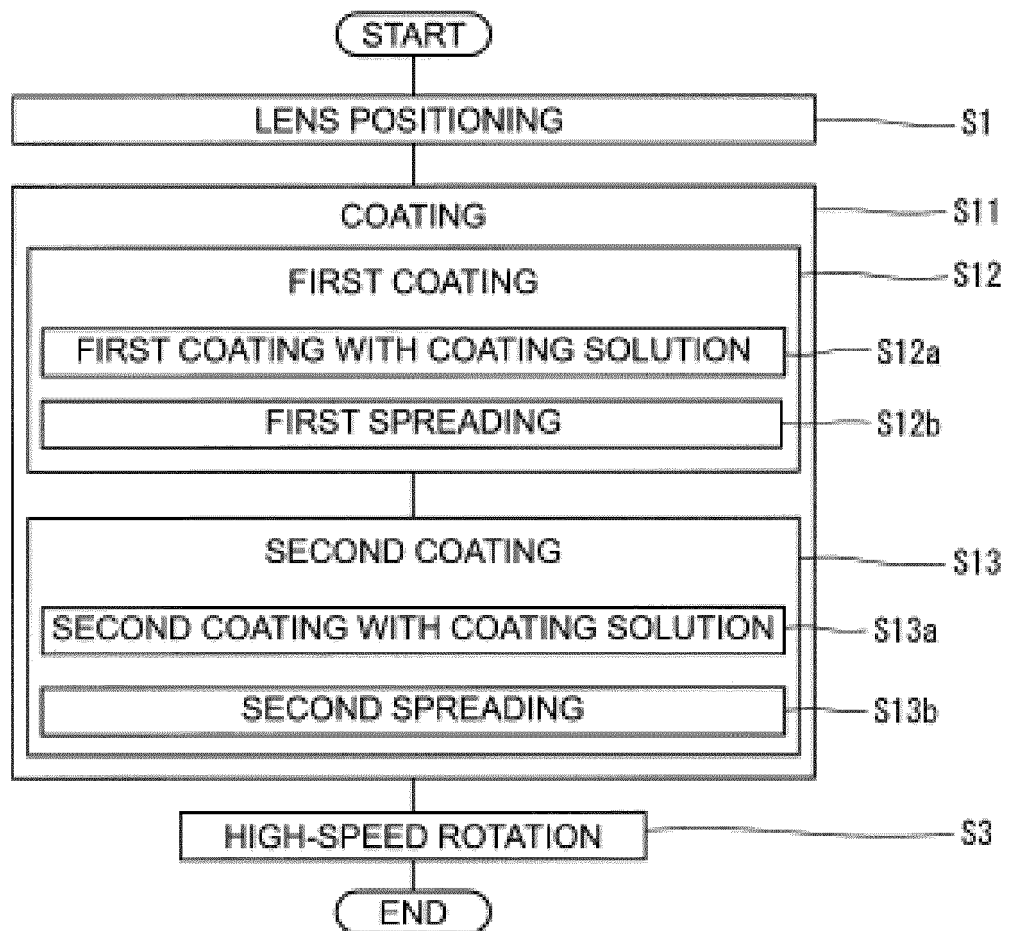 START
LENS POSITIONING
S1
COATING
S11
FIRST COATING
S12
FIRST COATING WITH COATING SOLUTION
S12a
FIRST SPREADING
S12b
SECOND COATING
S13
SECOND COATING WITH COATING SOLUTION
S13a
SECOND SPREADING
S13b
HIGH-SPEED ROTATION
S3
END